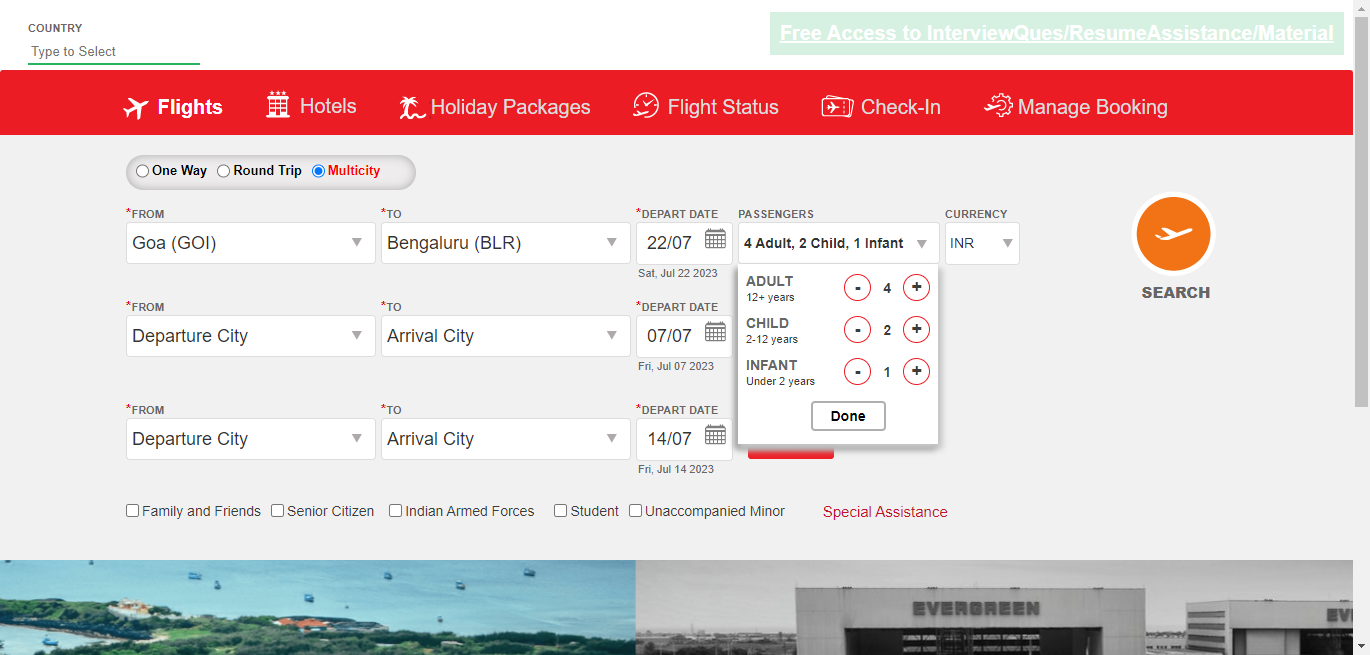 COUNTRY
Type to Select
Free Access to InterviewQues/ResumeAssistance/Material
Flights
Hotels
Holiday Packages
Flight Status
Check-In
Manage Booking
One Way
Round Trip
Multicity
*FROM
*TO
*DEPART DATE
PASSENGERS
CURRENCY
Goa (GOI)
Bengaluru (BLR)
22/07
4 Adult, 2 Child, 1 Infant
INR
Sat, Jul 22 2023
SEARCH
ADULT
12+ years
- 4 +
CHILD
2-12 years
- 2 +
INFANT
Under 2 years
- 1 +
Done
*FROM
*TO
*DEPART DATE
Departure City
Arrival City
07/07
Fri, Jul 07 2023
*FROM
*TO
*DEPART DATE
Departure City
Arrival City
14/07
Fri, Jul 14 2023
Family and Friends
Senior Citizen
Indian Armed Forces
Student
Unaccompanied Minor
Special Assistance
EVERGREEN